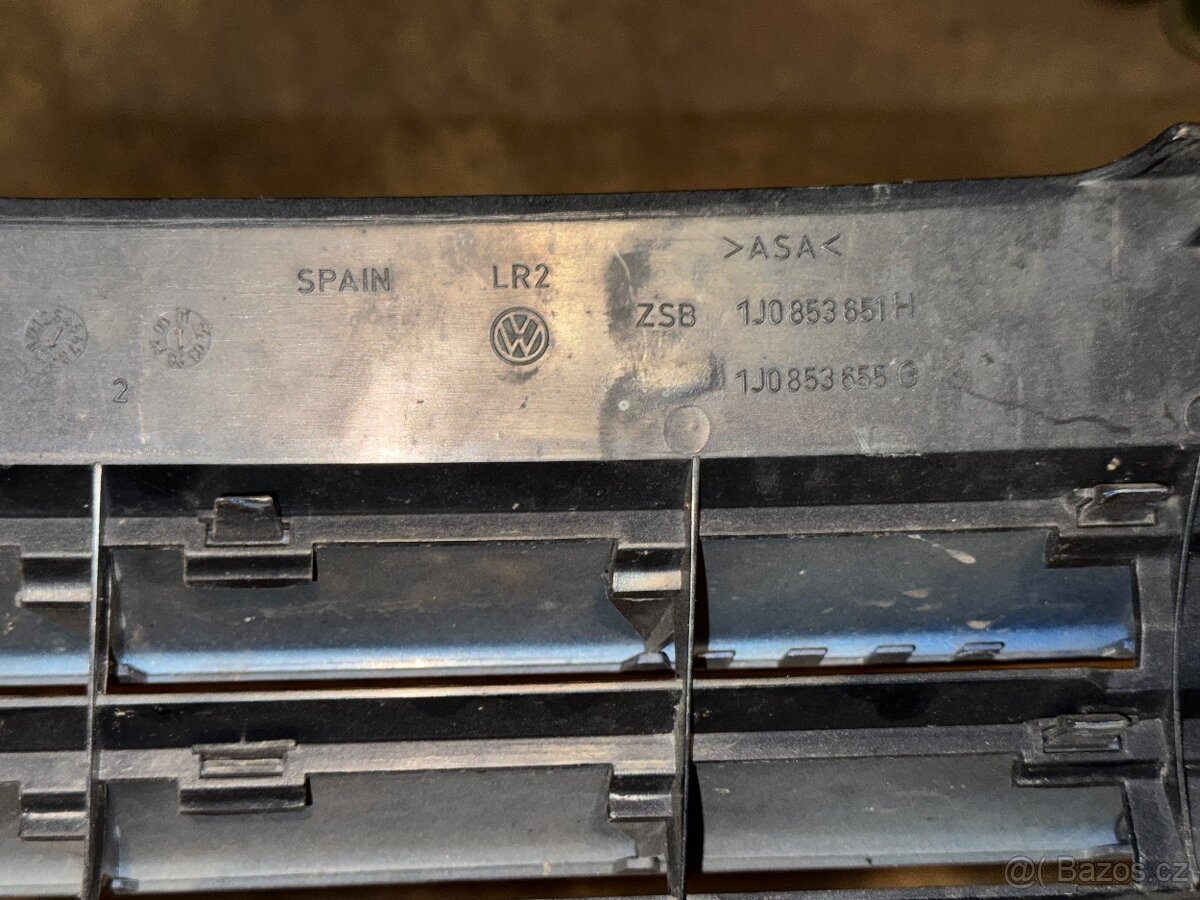 >ASA<
SPAIN LR2
ZSB 1J0 853 651 H
1J0 853 655 G
2
@( Bazos.cz